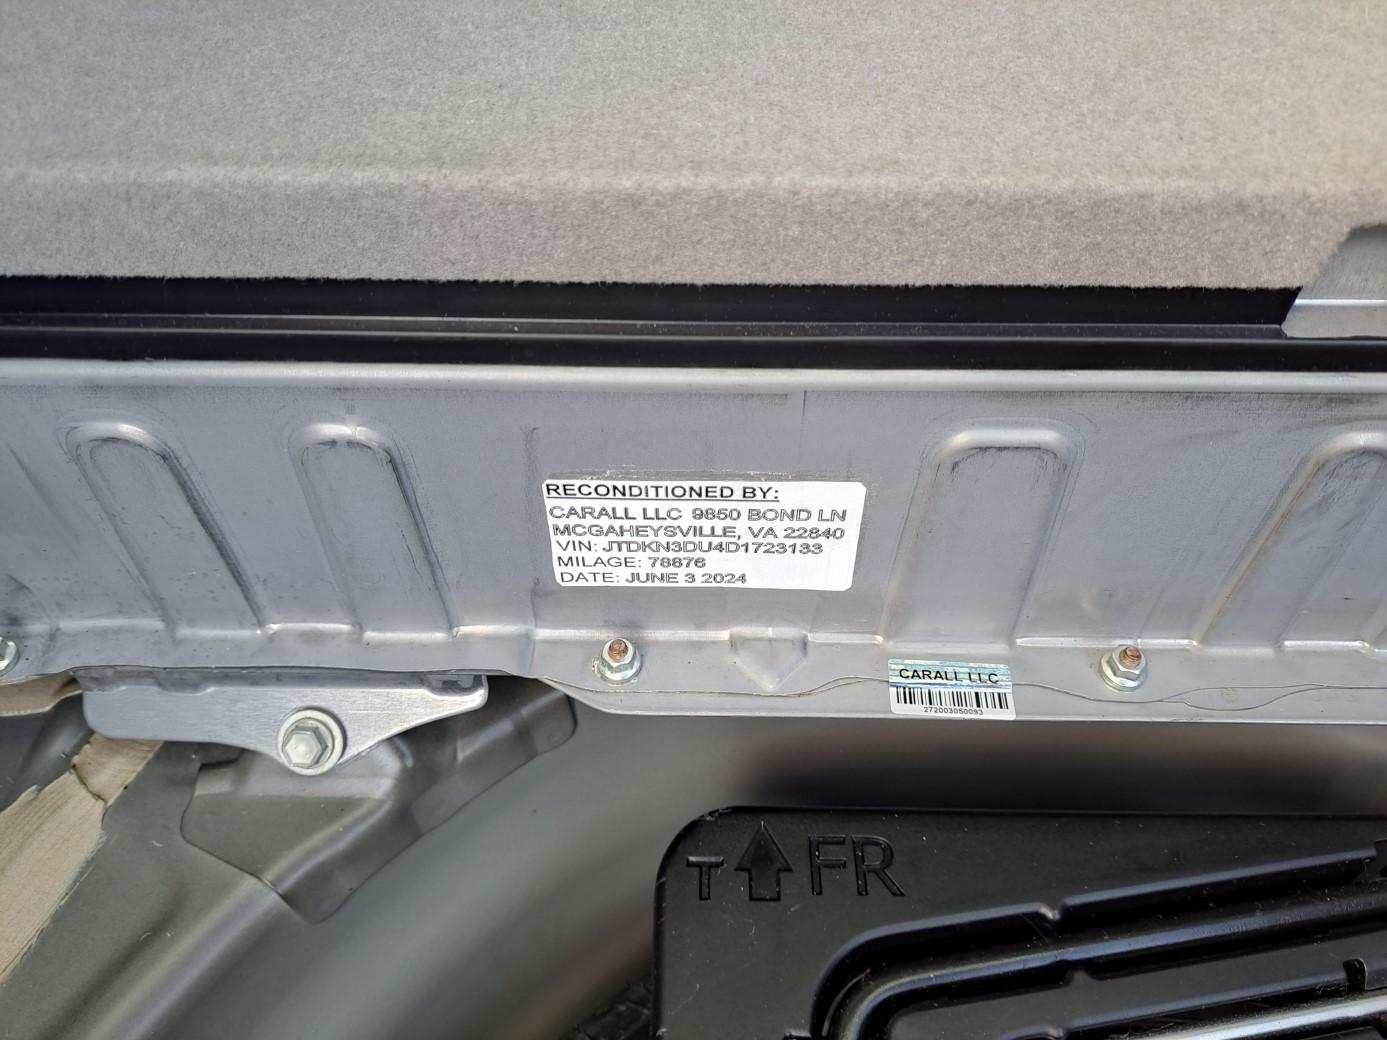 RECONDITIONED BY:
CARALL LLC 9850 BOND LN
MCGAHEYSVILLE, VA 22840
VIN: JTDKN3DU4D1723133
MILAGE: 78876
DATE: JUNE 3 2024
CARALL LLC
272003050093
T FR